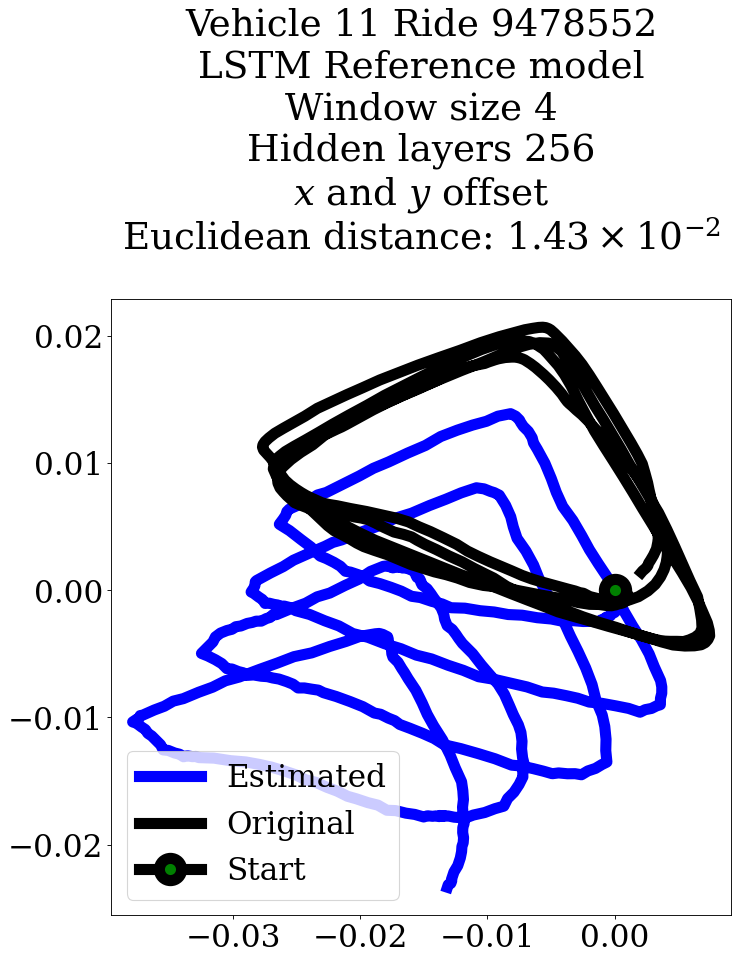 Vehicle 11 Ride 9478552
LSTM Reference model
Window size 4
Hidden layers 256
x and y offset
Euclidean distance: 1.43 × 10⁻²
0.02
0.01
0.00
−0.01
−0.02
Estimated
Original
Start
−0.03 −0.02 −0.01 0.00